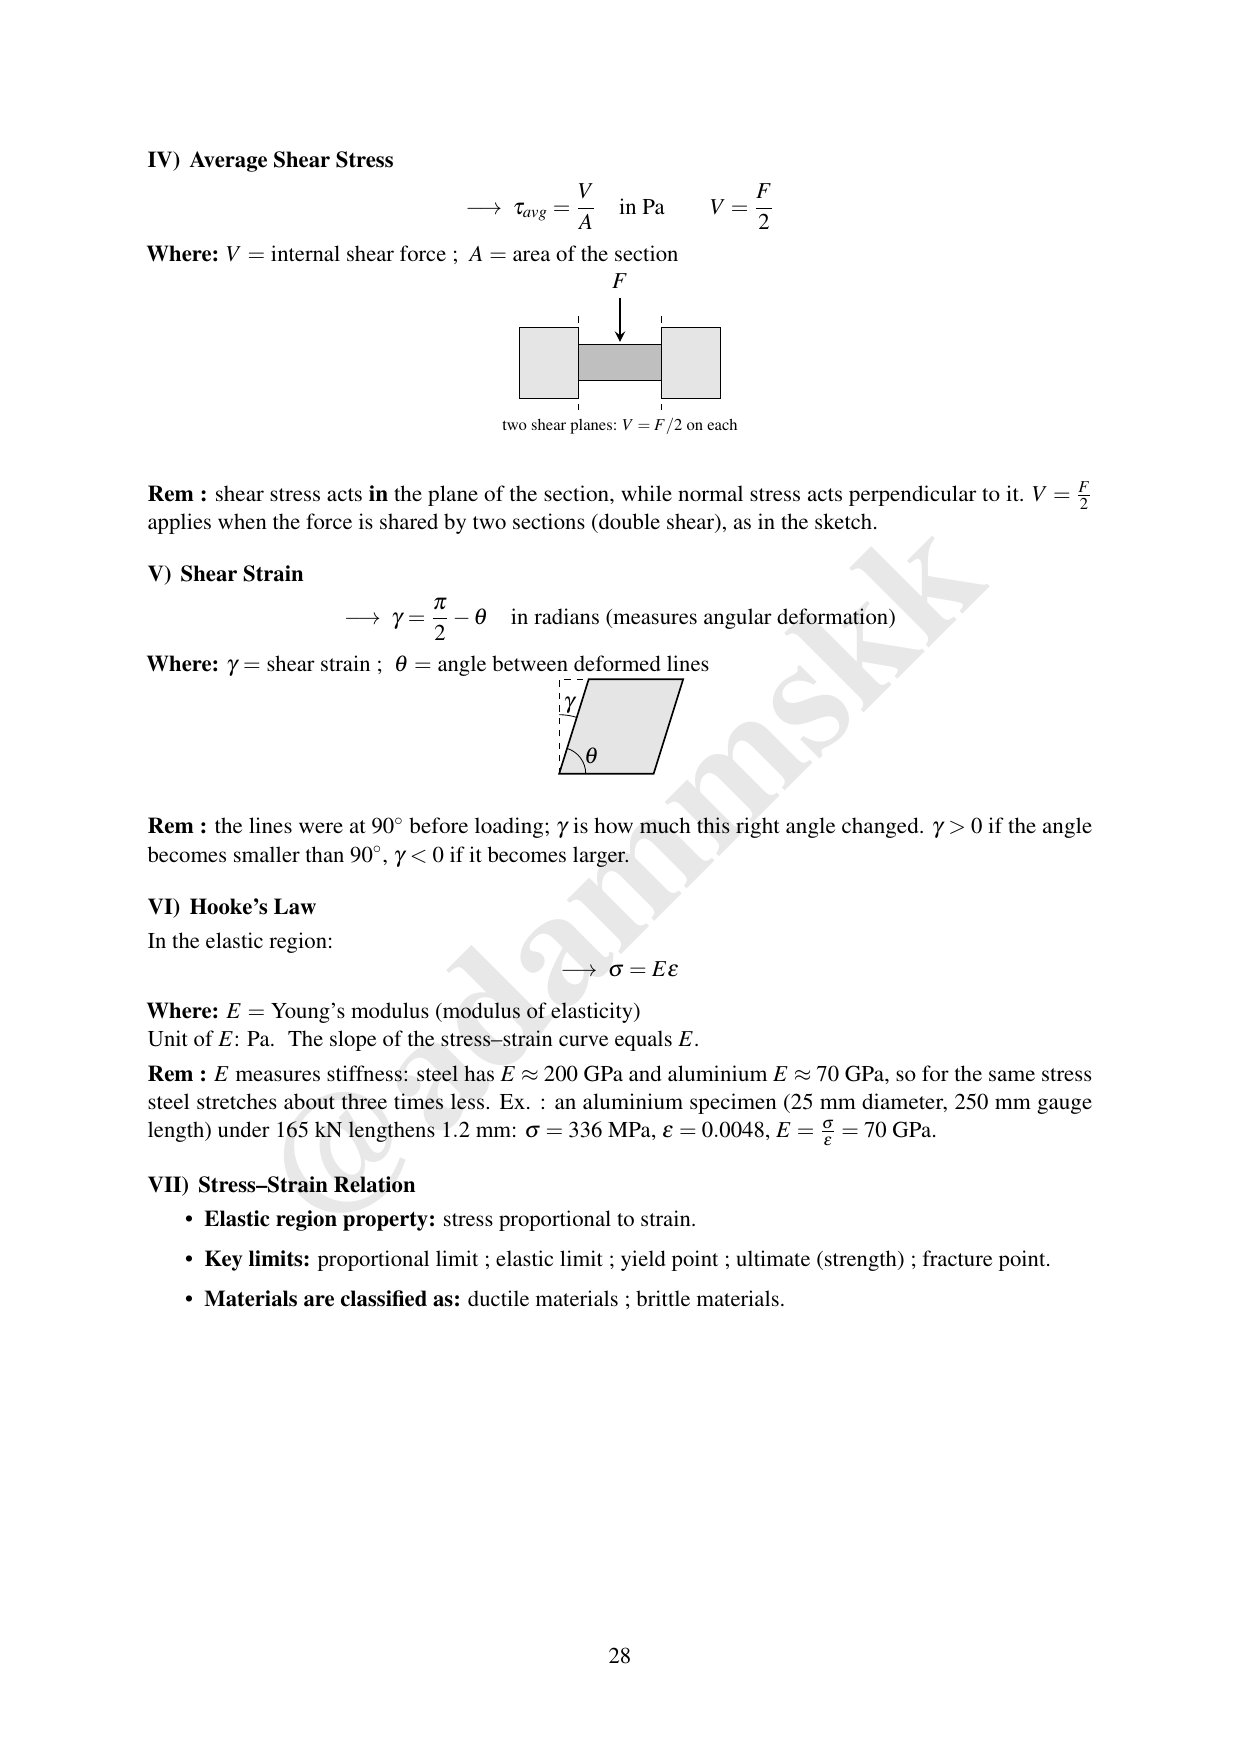 IV) Average Shear Stress
⟶ τavg = V/A in Pa V = F/2
Where: V = internal shear force ; A = area of the section
F
two shear planes: V = F/2 on each
Rem : shear stress acts in the plane of the section, while normal stress acts perpendicular to it. V = F/2
applies when the force is shared by two sections (double shear), as in the sketch.
V) Shear Strain
⟶ γ = π/2 − θ in radians (measures angular deformation)
Where: γ = shear strain ; θ = angle between deformed lines
γ
θ
Rem : the lines were at 90° before loading; γ is how much this right angle changed. γ > 0 if the angle
becomes smaller than 90°, γ < 0 if it becomes larger.
VI) Hooke's Law
In the elastic region:
⟶ σ = Eε
Where: E = Young's modulus (modulus of elasticity)
Unit of E: Pa. The slope of the stress–strain curve equals E.
Rem : E measures stiffness: steel has E ≈ 200 GPa and aluminium E ≈ 70 GPa, so for the same stress
steel stretches about three times less. Ex. : an aluminium specimen (25 mm diameter, 250 mm gauge
length) under 165 kN lengthens 1.2 mm: σ = 336 MPa, ε = 0.0048, E = σ/ε = 70 GPa.
VII) Stress–Strain Relation
• Elastic region property: stress proportional to strain.
• Key limits: proportional limit ; elastic limit ; yield point ; ultimate (strength) ; fracture point.
• Materials are classified as: ductile materials ; brittle materials.
28
@adammskk